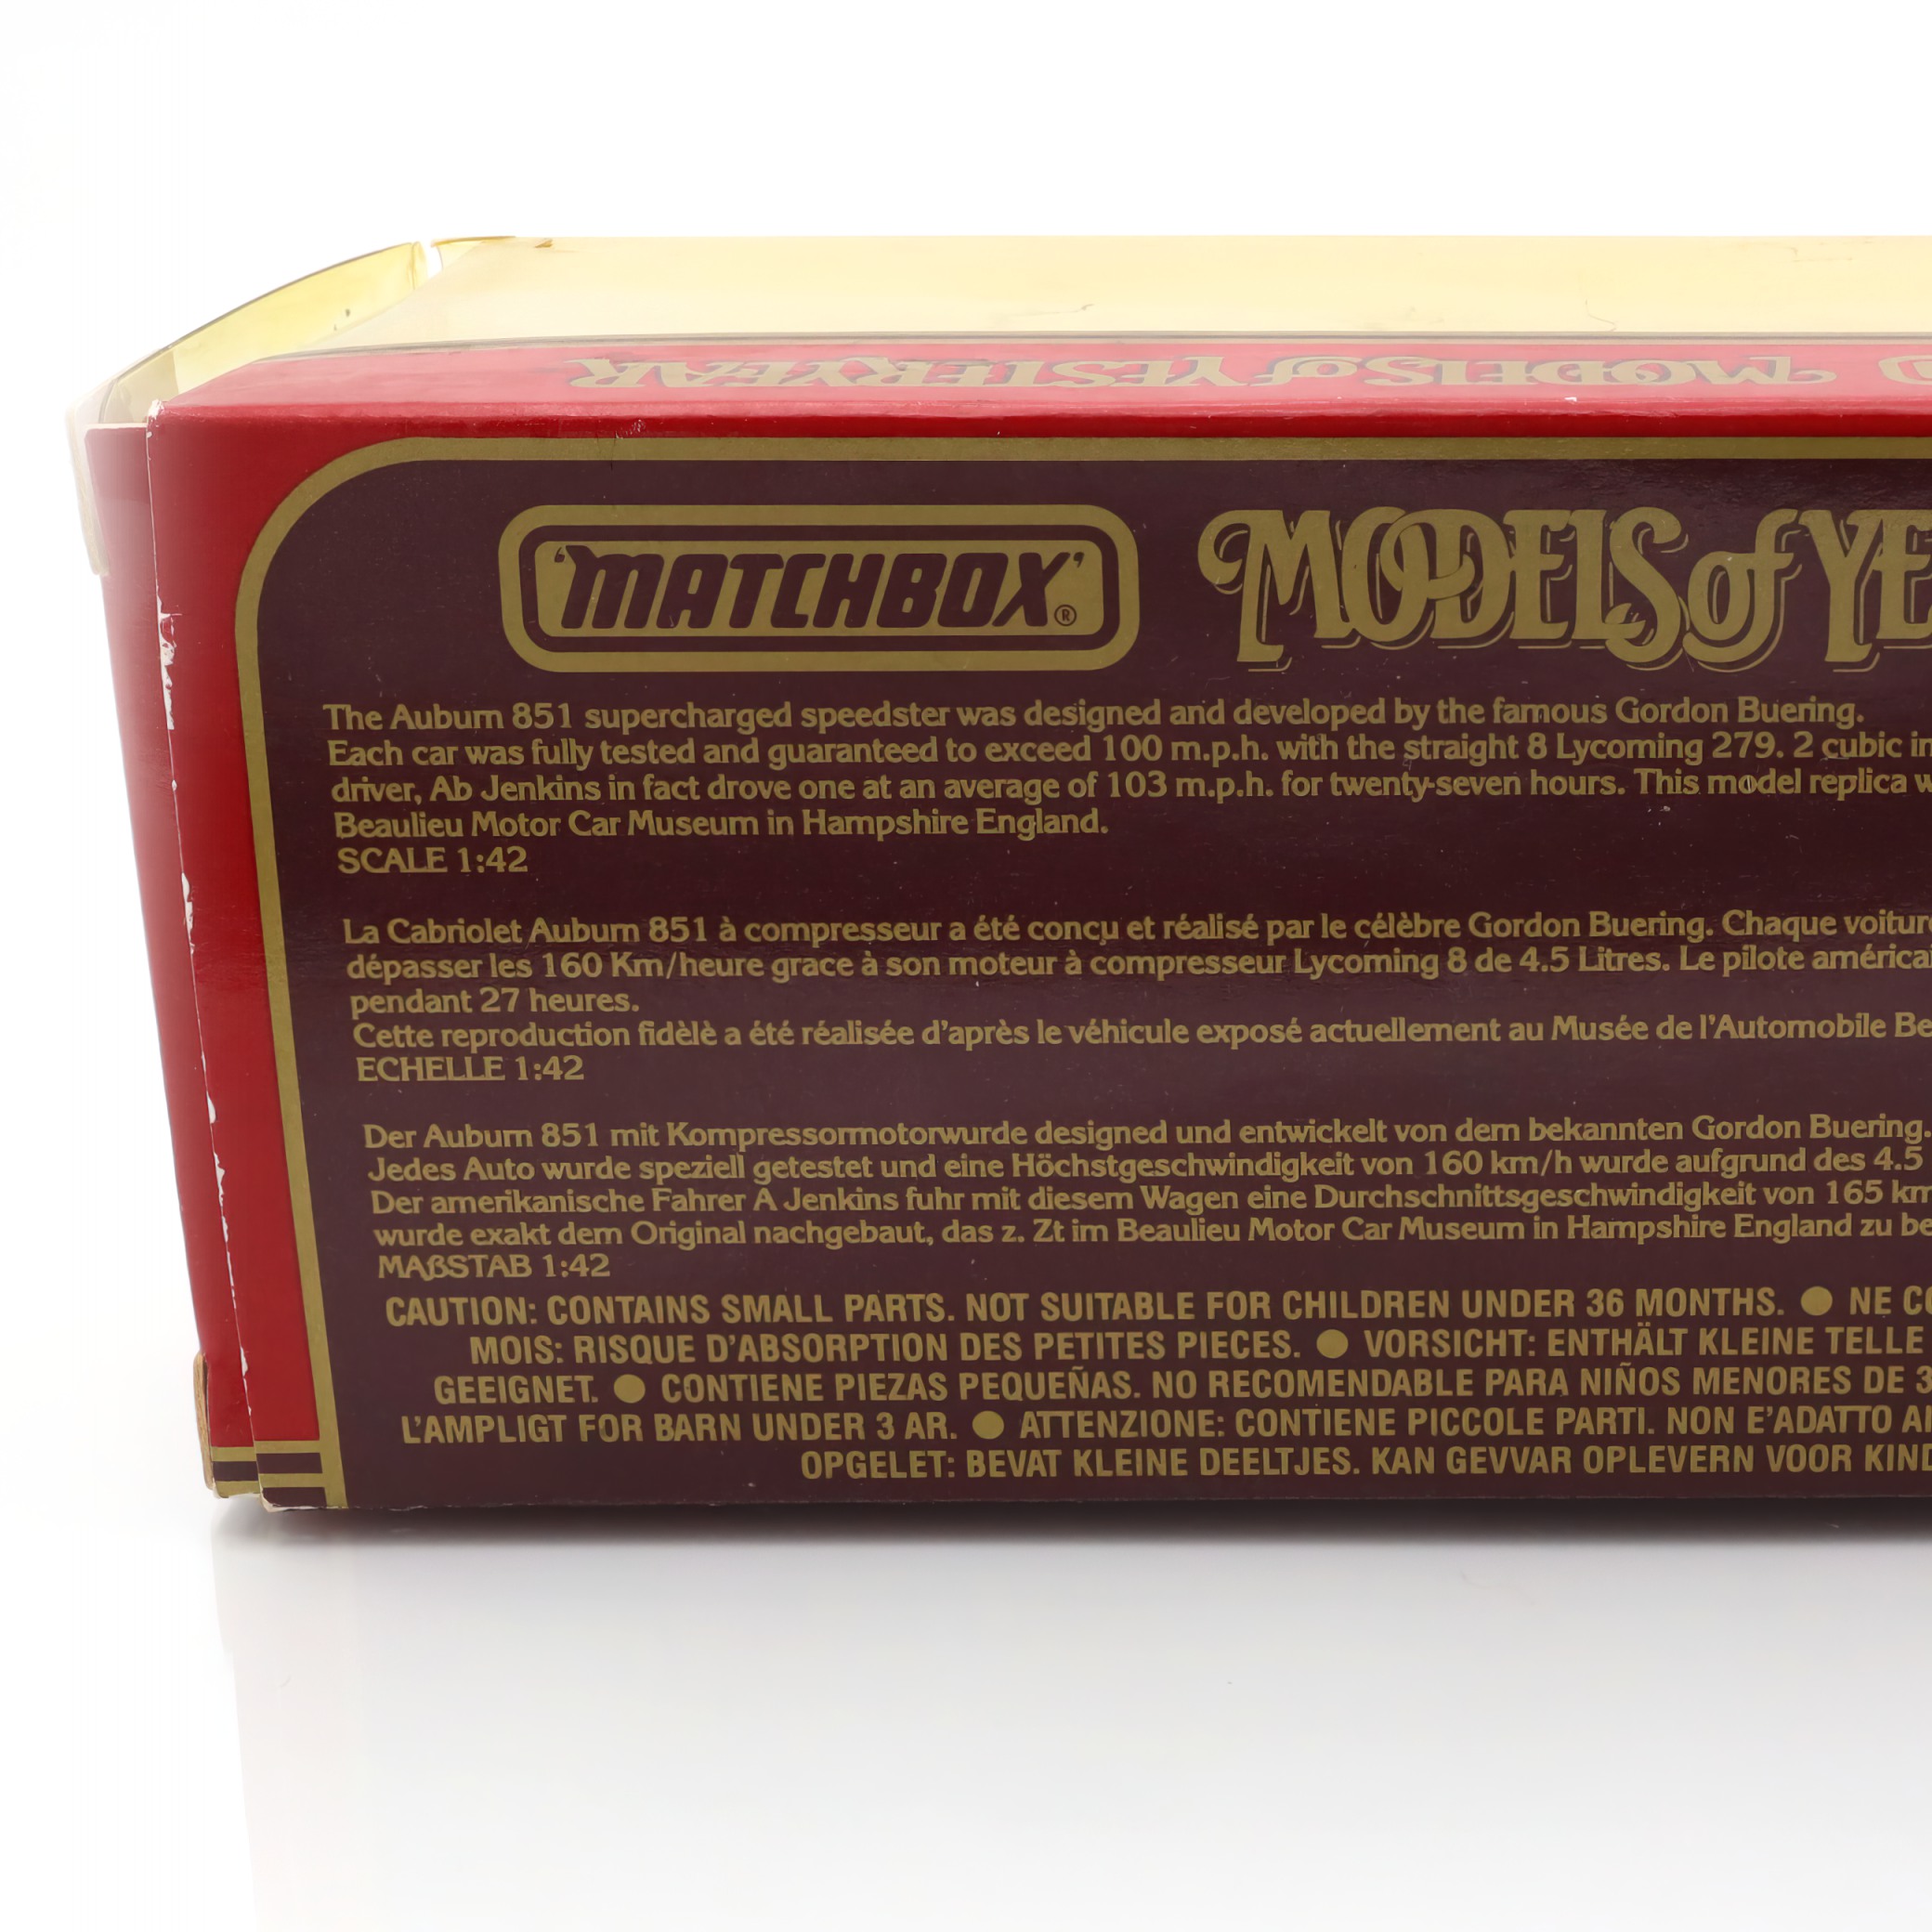 MODELS of YESTERYEAR
'MATCHBOX'® MODELS of YE
The Auburn 851 supercharged speedster was designed and developed by the famous Gordon Buering.
Each car was fully tested and guaranteed to exceed 100 m.p.h. with the straight 8 Lycoming 279. 2 cubic in
driver, Ab Jenkins in fact drove one at an average of 103 m.p.h. for twenty-seven hours. This model replica w
Beaulieu Motor Car Museum in Hampshire England.
SCALE 1:42
La Cabriolet Auburn 851 à compresseur a été conçu et réalisé par le célèbre Gordon Buering. Chaque voiture
dépasser les 160 Km/heure grace à son moteur à compresseur Lycoming 8 de 4.5 Litres. Le pilote américai
pendant 27 heures.
Cette reproduction fidèlè a été réalisée d'après le véhicule exposé actuellement au Musée de l'Automobile Be
ECHELLE 1:42
Der Auburn 851 mit Kompressormotorwurde designed und entwickelt von dem bekannten Gordon Buering.
Jedes Auto wurde speziell getestet und eine Höchstgeschwindigkeit von 160 km/h wurde aufgrund des 4.5
Der amerikanische Fahrer A Jenkins fuhr mit diesem Wagen eine Durchschnittsgeschwindigkeit von 165 km
wurde exakt dem Original nachgebaut, das z. Zt im Beaulieu Motor Car Museum in Hampshire England zu be
MAßSTAB 1:42
CAUTION: CONTAINS SMALL PARTS. NOT SUITABLE FOR CHILDREN UNDER 36 MONTHS. ● NE CO
MOIS: RISQUE D'ABSORPTION DES PETITES PIECES. ● VORSICHT: ENTHÄLT KLEINE TELLE
GEEIGNET. ● CONTIENE PIEZAS PEQUEÑAS. NO RECOMENDABLE PARA NIÑOS MENORES DE 3
L'AMPLIGT FOR BARN UNDER 3 AR. ● ATTENZIONE: CONTIENE PICCOLE PARTI. NON E'ADATTO AI
OPGELET: BEVAT KLEINE DEELTJES. KAN GEVVAR OPLEVERN VOOR KIND